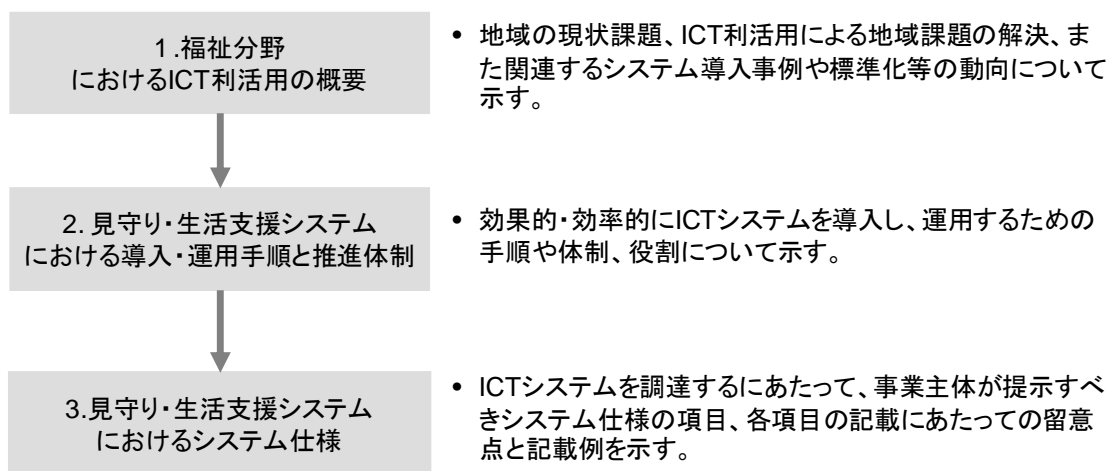 1 .福祉分野
におけるICT利活用の概要
• 地域の現状課題、ICT利活用による地域課題の解決、ま
た関連するシステム導入事例や標準化等の動向について
示す。
2. 見守り・生活支援システム
における導入・運用手順と推進体制
• 効果的・効率的にICTシステムを導入し、運用するための
手順や体制、役割について示す。
3.見守り・生活支援システム
におけるシステム仕様
• ICTシステムを調達するにあたって、事業主体が提示すべ
きシステム仕様の項目、各項目の記載にあたっての留意
点と記載例を示す。